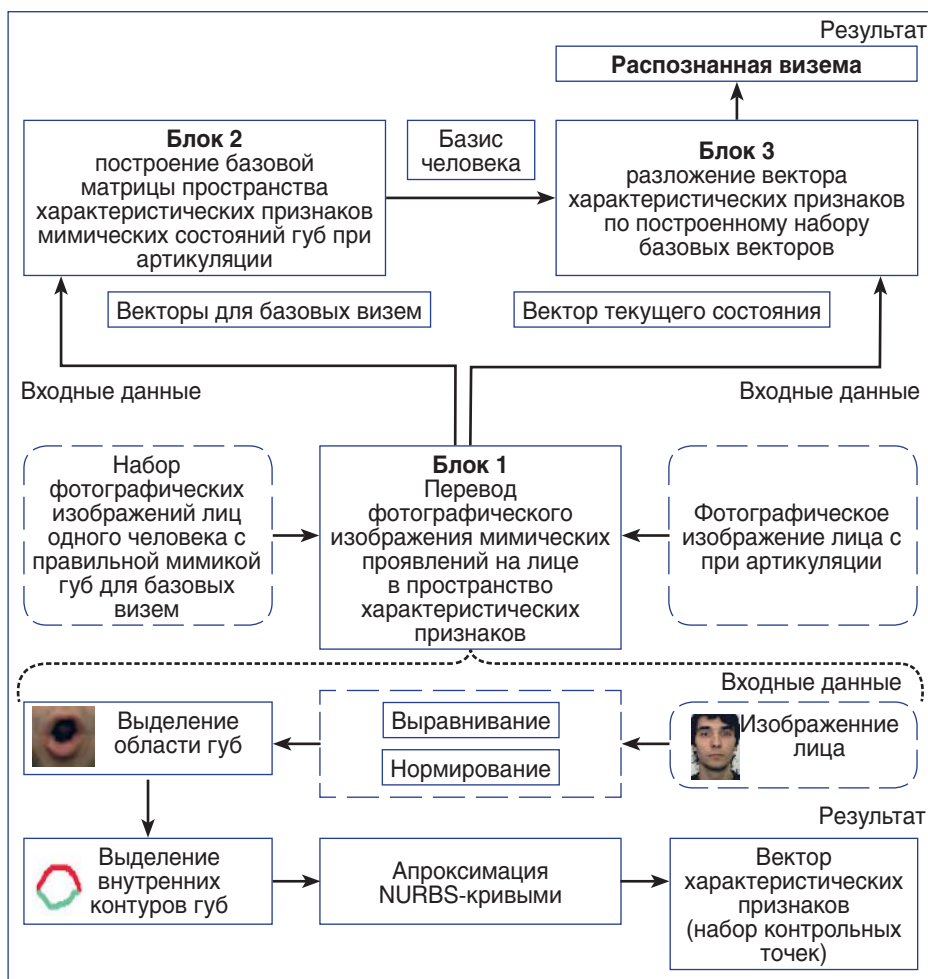 Результат
Распознанная визема
Блок 2
построение базовой
матрицы пространства
характеристических признаков
мимических состояний губ при
артикуляции
Базис
человека
Блок 3
разложение вектора
характеристических признаков
по построенному набору
базовых векторов
Векторы для базовых визем
Вектор текущего состояния
Входные данные
Входные данные
Набор
фотографических
изображений лиц
одного человека с
правильной мимикой
губ для базовых
визем
Блок 1
Перевод
фотографического
изображения мимических
проявлений на лице
в пространство
характеристических
признаков
Фотографическое
изображение лица с
при артикуляции
Входные данные
Выделение
области губ
Выравнивание
Нормирование
Изображенние
лица
Результат
Выделение
внутренних
контуров губ
Апроксимация
NURBS-кривыми
Вектор
характеристических
признаков
(набор контрольных
точек)